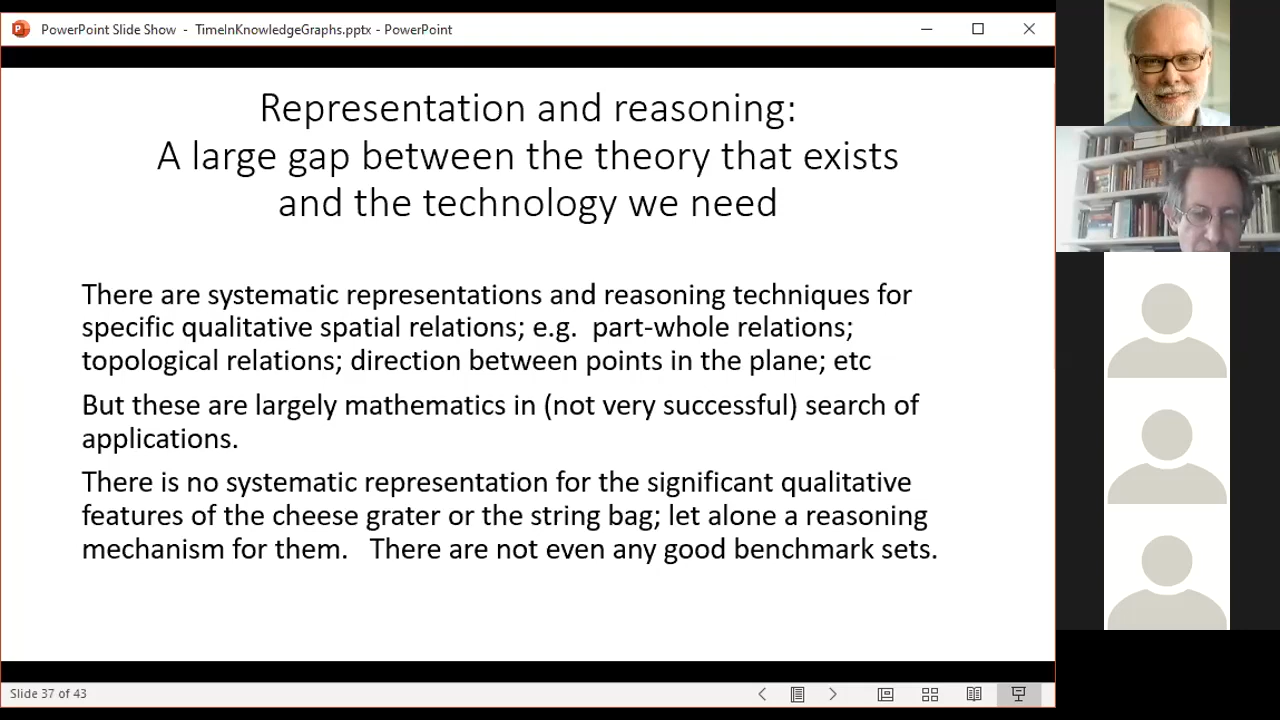 PowerPoint Slide Show - TimeInKnowledgeGraphs.pptx - PowerPoint
Representation and reasoning:
A large gap between the theory that exists
and the technology we need
There are systematic representations and reasoning techniques for
specific qualitative spatial relations; e.g. part-whole relations;
topological relations; direction between points in the plane; etc
But these are largely mathematics in (not very successful) search of
applications.
There is no systematic representation for the significant qualitative
features of the cheese grater or the string bag; let alone a reasoning
mechanism for them. There are not even any good benchmark sets.
Slide 37 of 43